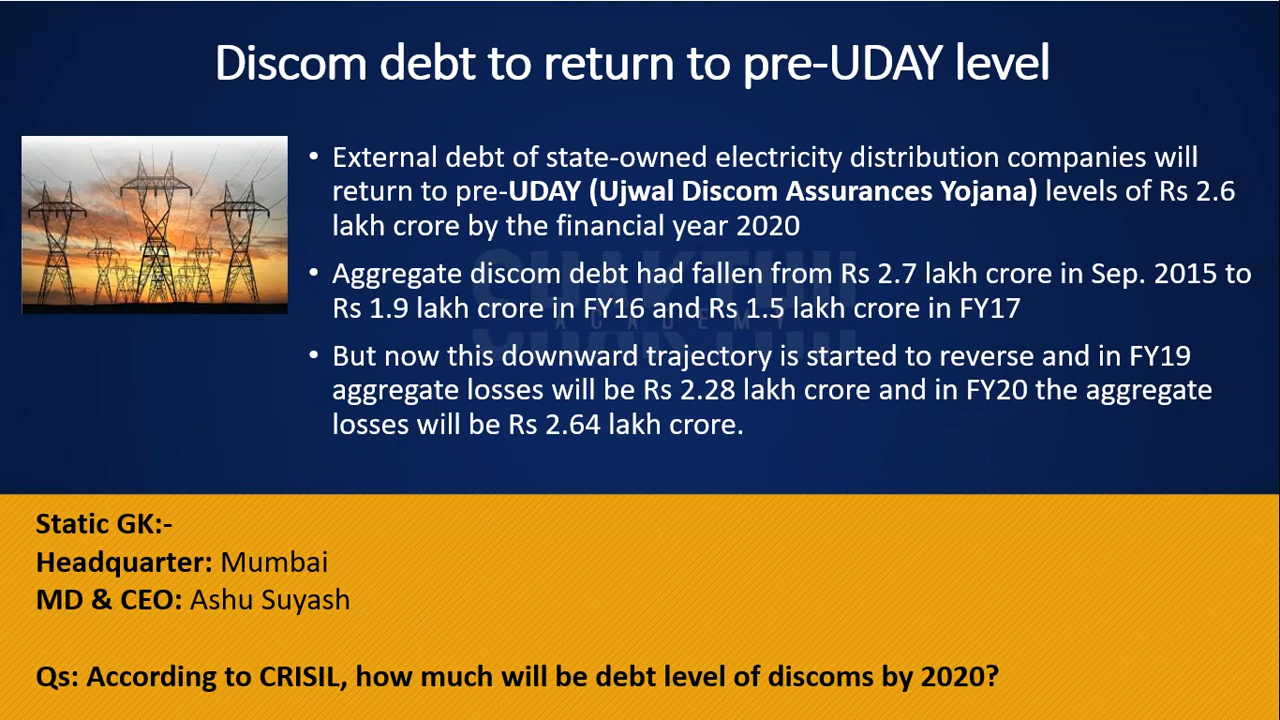 Discom debt to return to pre-UDAY level
• External debt of state-owned electricity distribution companies will
return to pre-UDAY (Ujwal Discom Assurances Yojana) levels of Rs 2.6
lakh crore by the financial year 2020
• Aggregate discom debt had fallen from Rs 2.7 lakh crore in Sep. 2015 to
Rs 1.9 lakh crore in FY16 and Rs 1.5 lakh crore in FY17
ACADEMY
• But now this downward trajectory is started to reverse and in FY19
aggregate losses will be Rs 2.28 lakh crore and in FY20 the aggregate
losses will be Rs 2.64 lakh crore.
Static GK:-
Headquarter: Mumbai
MD & CEO: Ashu Suyash
Qs: According to CRISIL, how much will be debt level of discoms by 2020?